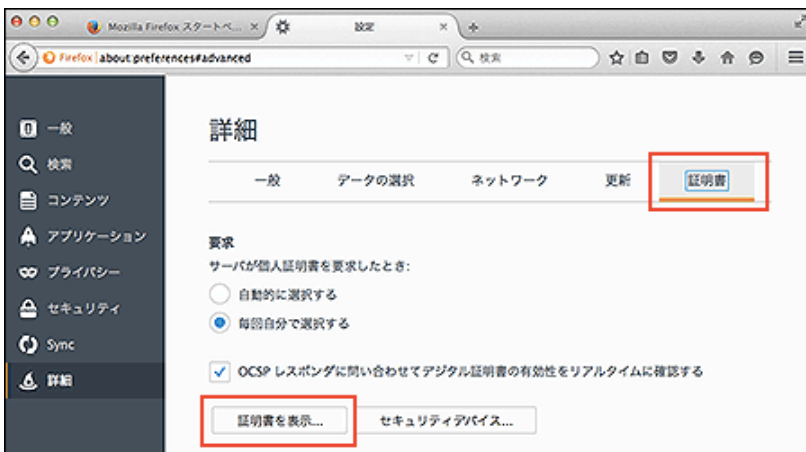 Mozilla Firefox スタートペ... ×
設定 ×
Firefox about:preferences#advanced
検索
一般
検索
コンテンツ
アプリケーション
プライバシー
セキュリティ
Sync
詳細
詳細
一般 データの選択 ネットワーク 更新 証明書
要求
サーバが個人証明書を要求したとき:
自動的に選択する
毎回自分で選択する
OCSP レスポンダに問い合わせてデジタル証明書の有効性をリアルタイムに確認する
証明書を表示... セキュリティデバイス...